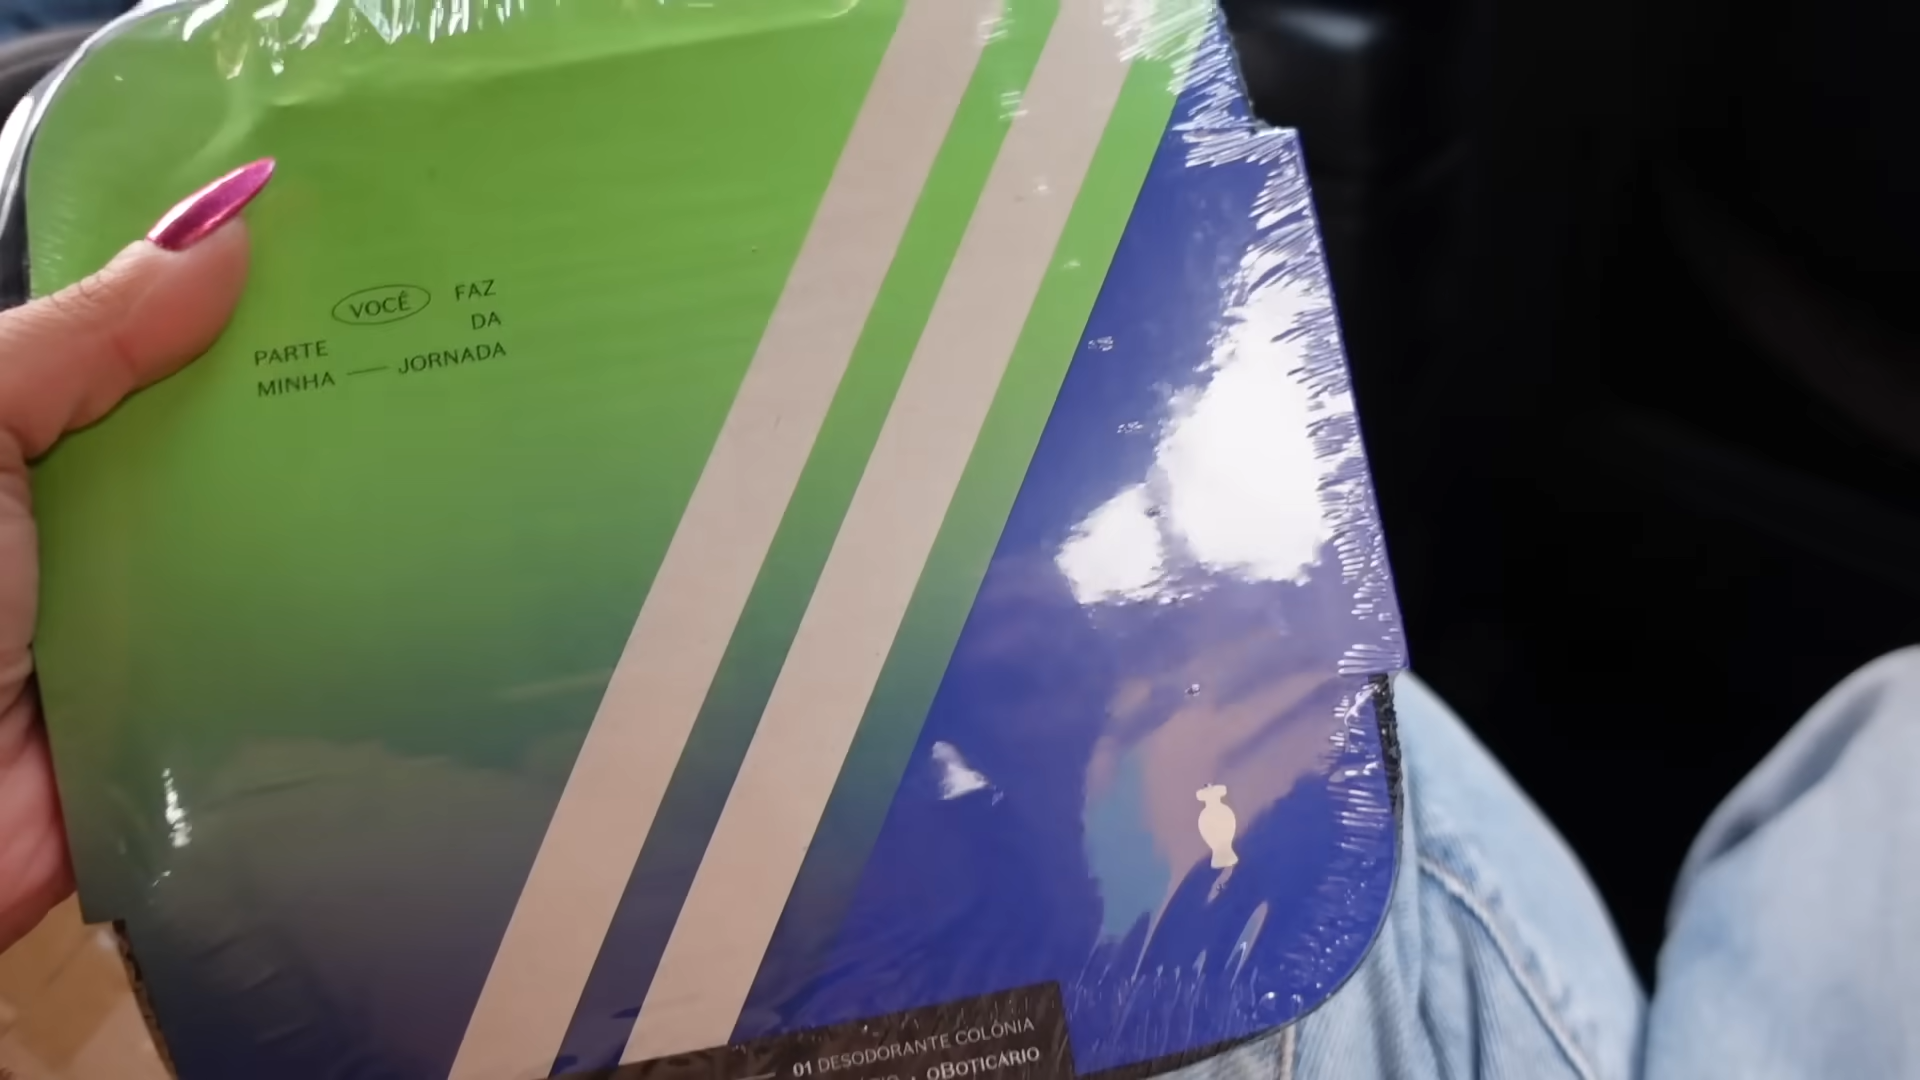 VOCÊ FAZ
DA
PARTE
MINHA — JORNADA
01 DESODORANTE COLÔNIA
• oBOTICÁRIO